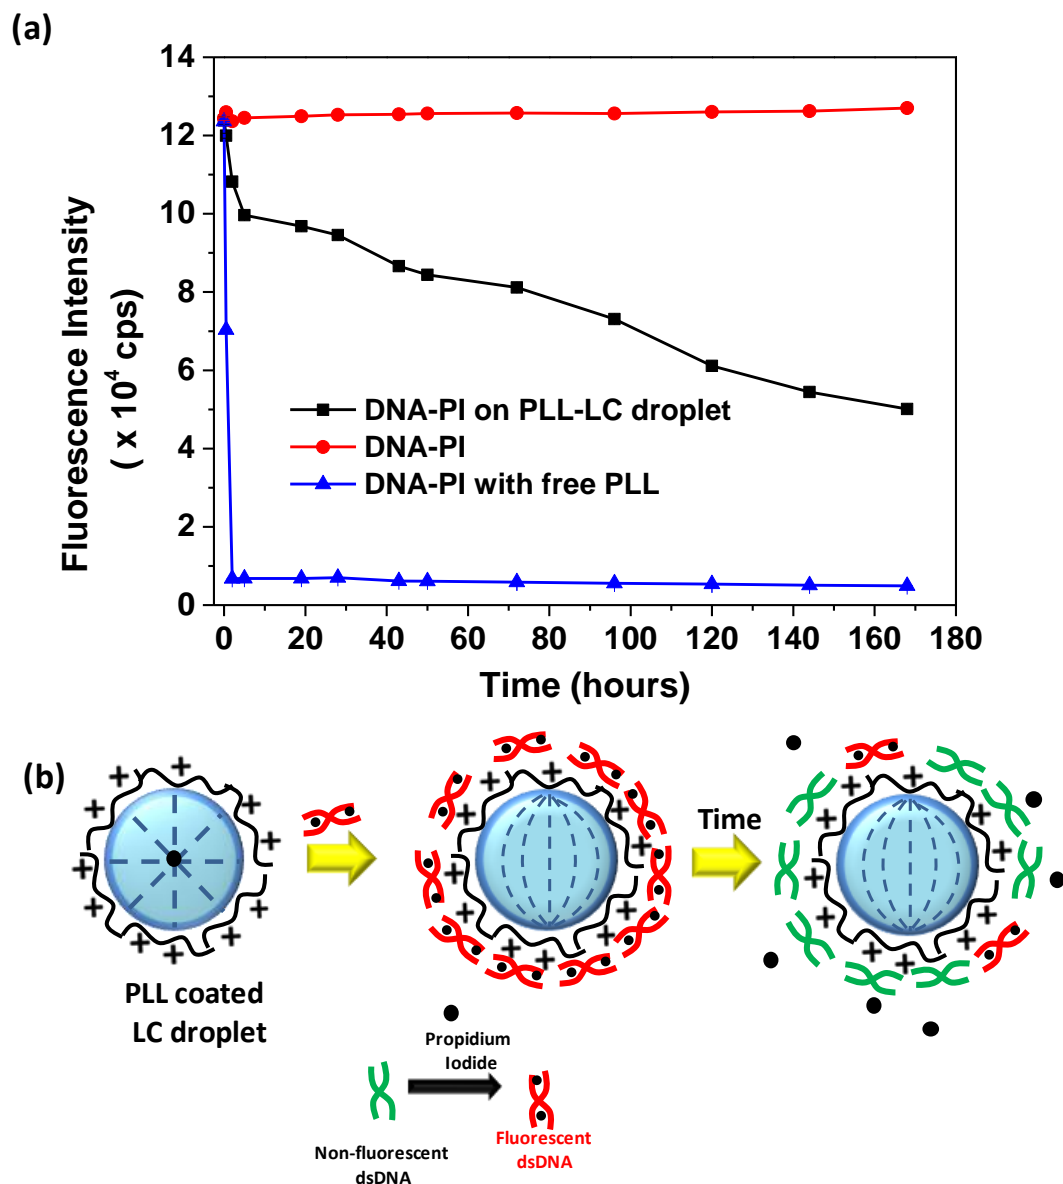 (a)
14
12
10
8
6
4
2
0
Fluorescence Intensity
( x 10⁴ cps)
DNA-PI on PLL-LC droplet
DNA-PI
DNA-PI with free PLL
0 20 40 60 80 100 120 140 160 180
Time (hours)
(b)
+ + + + + + + + + +
Time
PLL coated
LC droplet
Propidium
Iodide
Non-fluorescent
dsDNA
Fluorescent
dsDNA